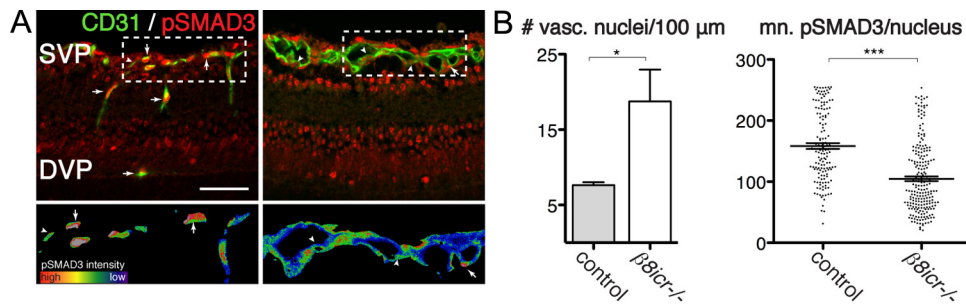 A
CD31 / pSMAD3
SVP
DVP
pSMAD3 intensity
high low
B
# vasc. nuclei/100 μm
*
25
15
5
control
β8icr-/-
mn. pSMAD3/nucleus
***
300
200
100
0
control
β8icr-/-